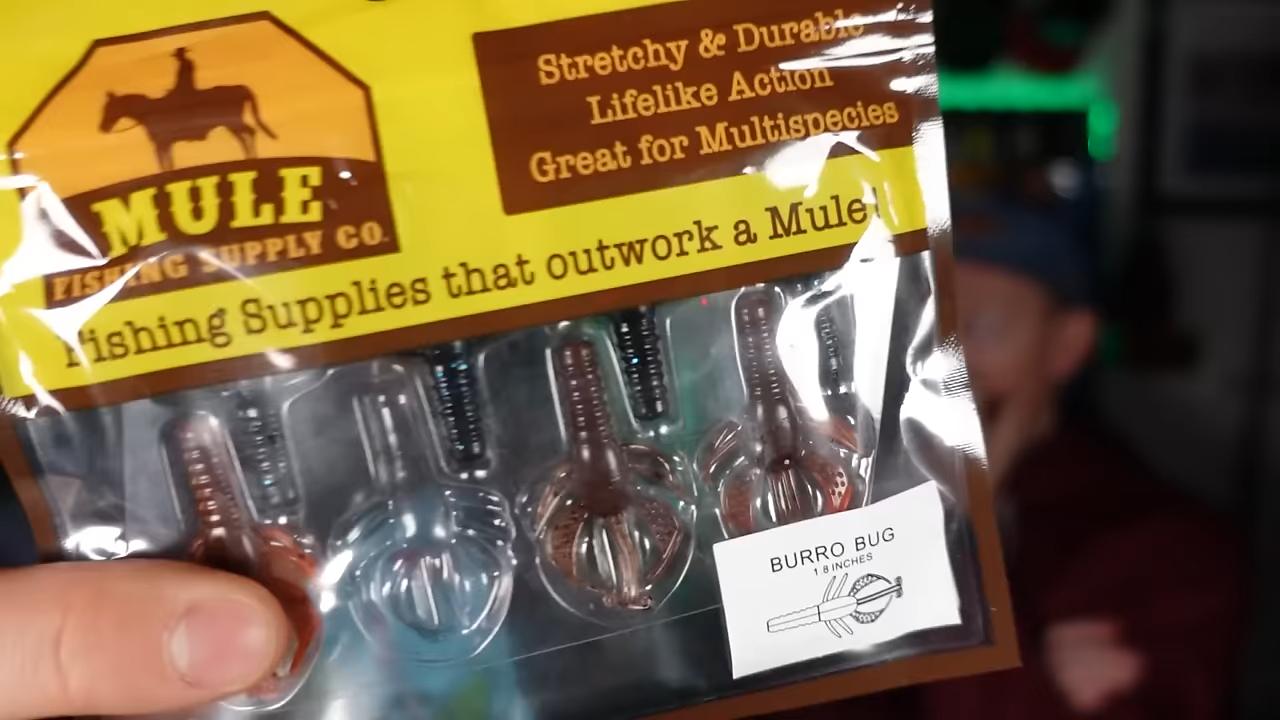 MULE
FISHING SUPPLY CO.
Stretchy & Durable
Lifelike Action
Great for Multispecies
Fishing Supplies that outwork a Mule!
BURRO BUG
1.8 INCHES